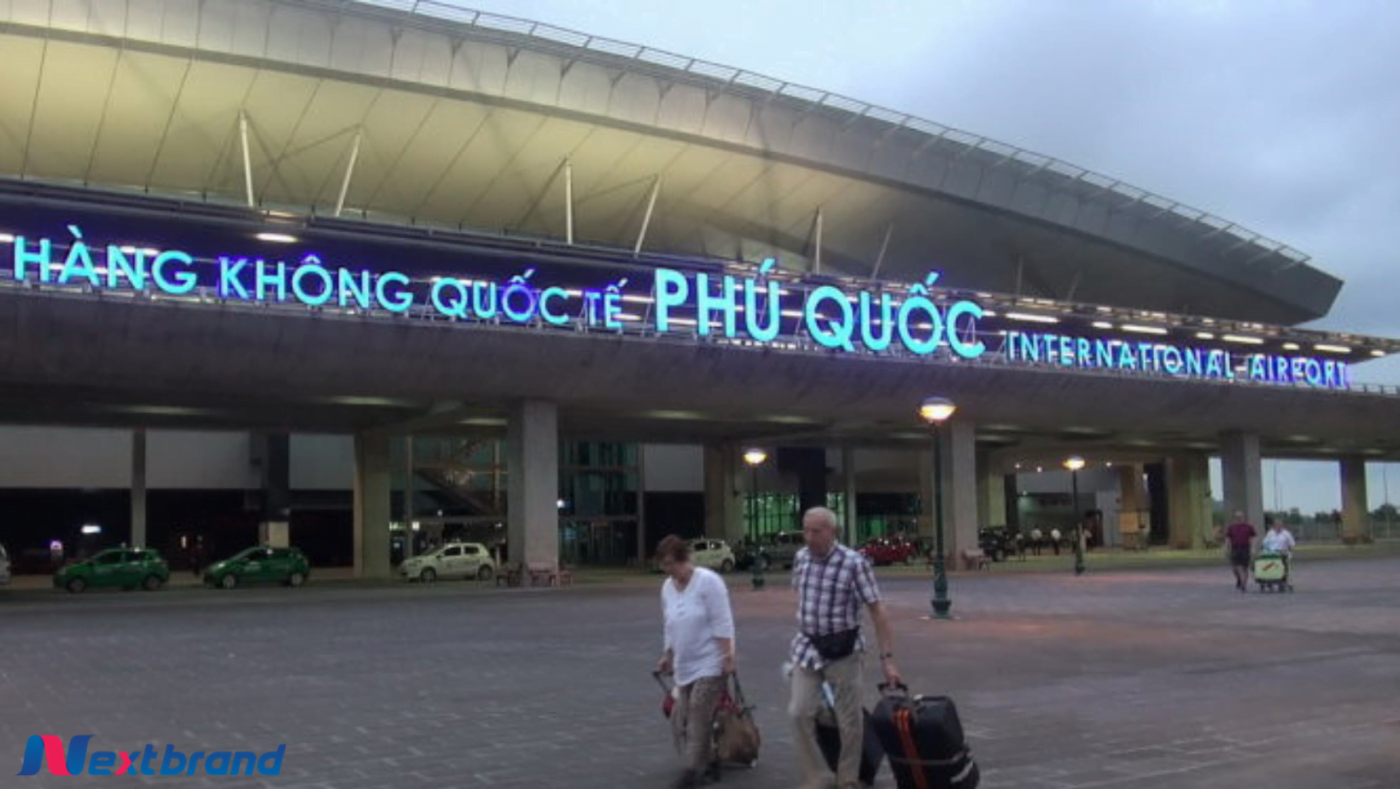 HÀNG KHÔNG QUỐC TẾ PHÚ QUỐC INTERNATIONAL AIRPORT
Nextbrand